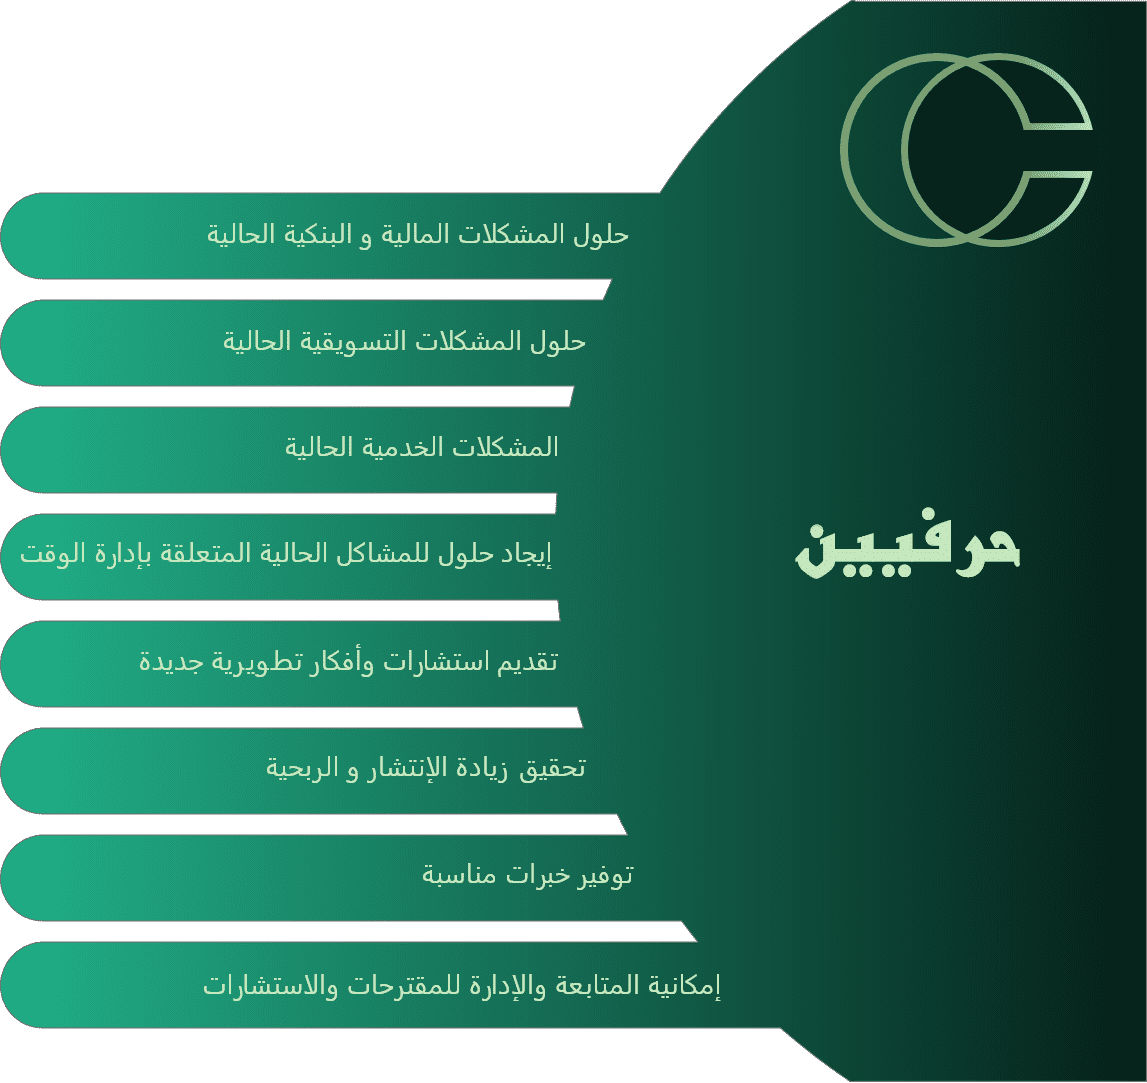 حلول المشكلات المالية و البنكية الحالية
حلول المشكلات التسويقية الحالية
المشكلات الخدمية الحالية
إيجاد حلول للمشاكل الحالية المتعلقة بإدارة الوقت
تقديم استشارات وأفكار تطويرية جديدة
تحقيق زيادة الإنتشار و الربحية
توفير خبرات مناسبة
إمكانية المتابعة والإدارة للمقترحات والاستشارات
حرفيين